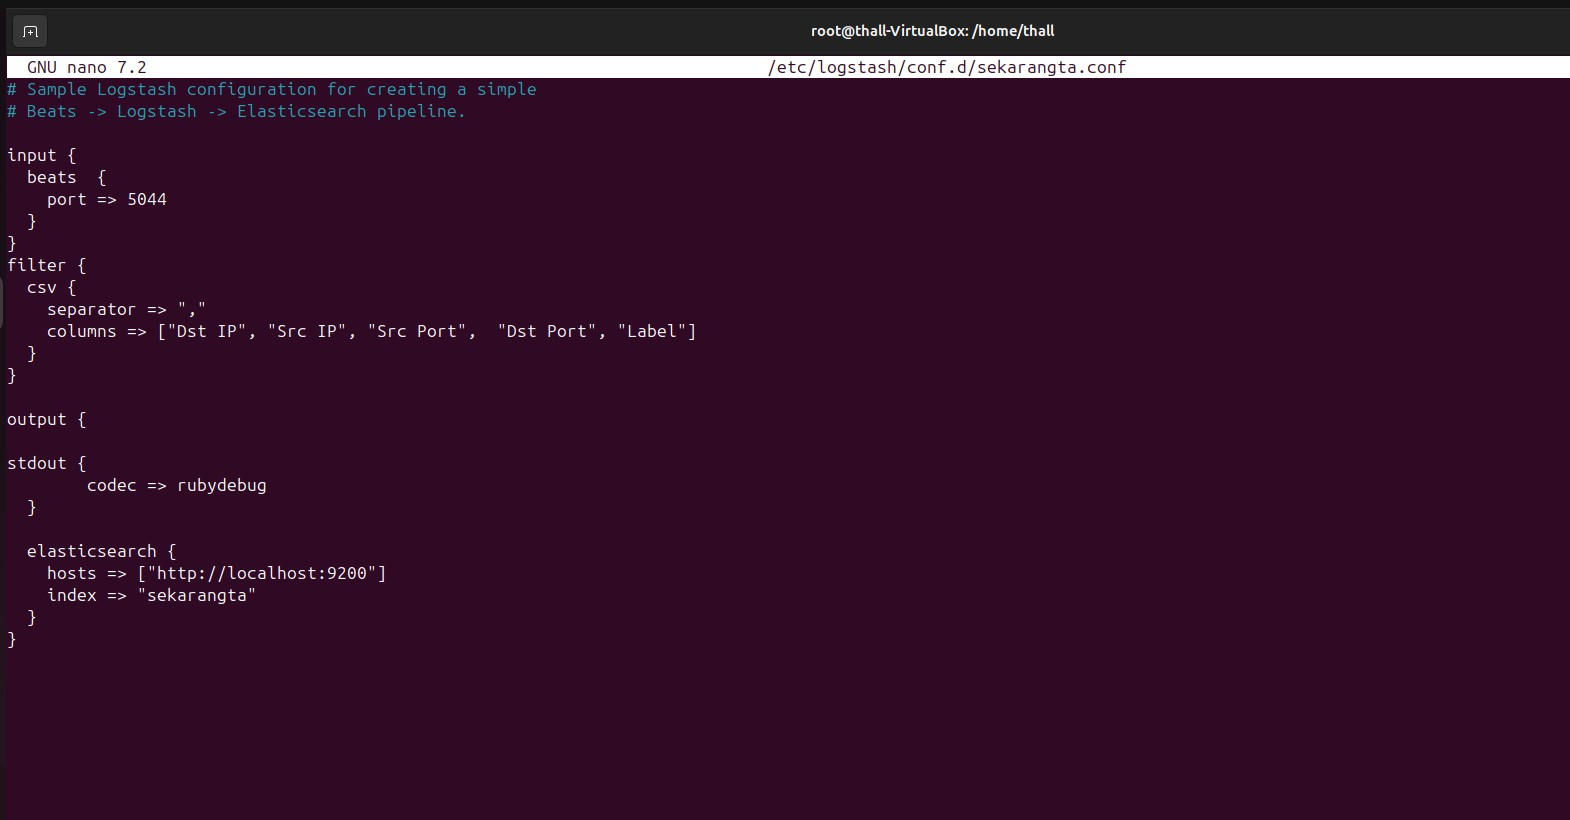 root@thall-VirtualBox: /home/thall
GNU nano 7.2 /etc/logstash/conf.d/sekarangta.conf
# Sample Logstash configuration for creating a simple
# Beats -> Logstash -> Elasticsearch pipeline.

input {
  beats  {
    port => 5044
  }
}
filter {
  csv {
    separator => ","
    columns => ["Dst IP", "Src IP", "Src Port",  "Dst Port", "Label"]
  }
}

output {

stdout {
        codec => rubydebug
  }

  elasticsearch {
    hosts => ["http://localhost:9200"]
    index => "sekarangta"
  }
}